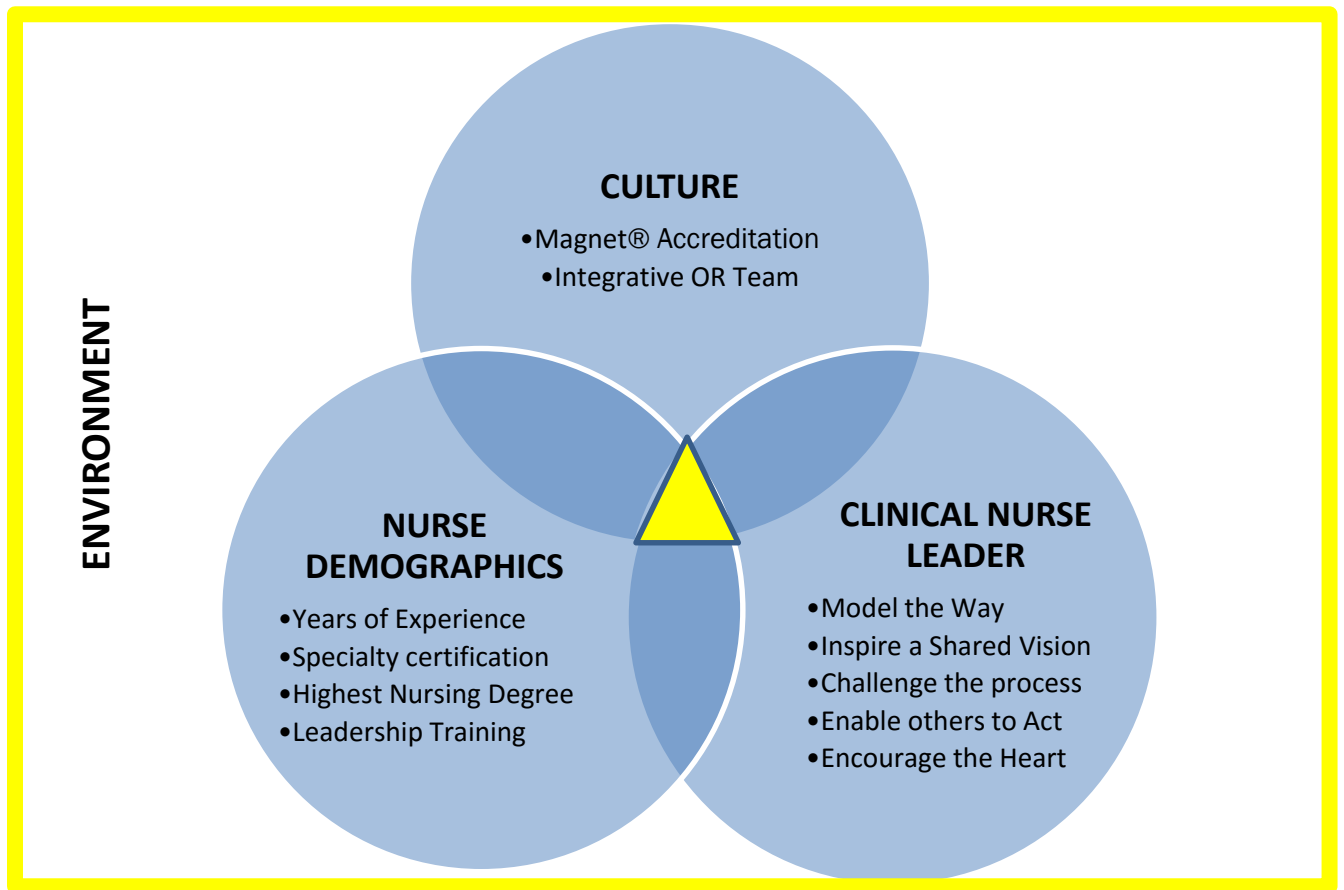 ENVIRONMENT
CULTURE
•Magnet® Accreditation
•Integrative OR Team
NURSE
DEMOGRAPHICS
•Years of Experience
•Specialty certification
•Highest Nursing Degree
•Leadership Training
CLINICAL NURSE
LEADER
•Model the Way
•Inspire a Shared Vision
•Challenge the process
•Enable others to Act
•Encourage the Heart